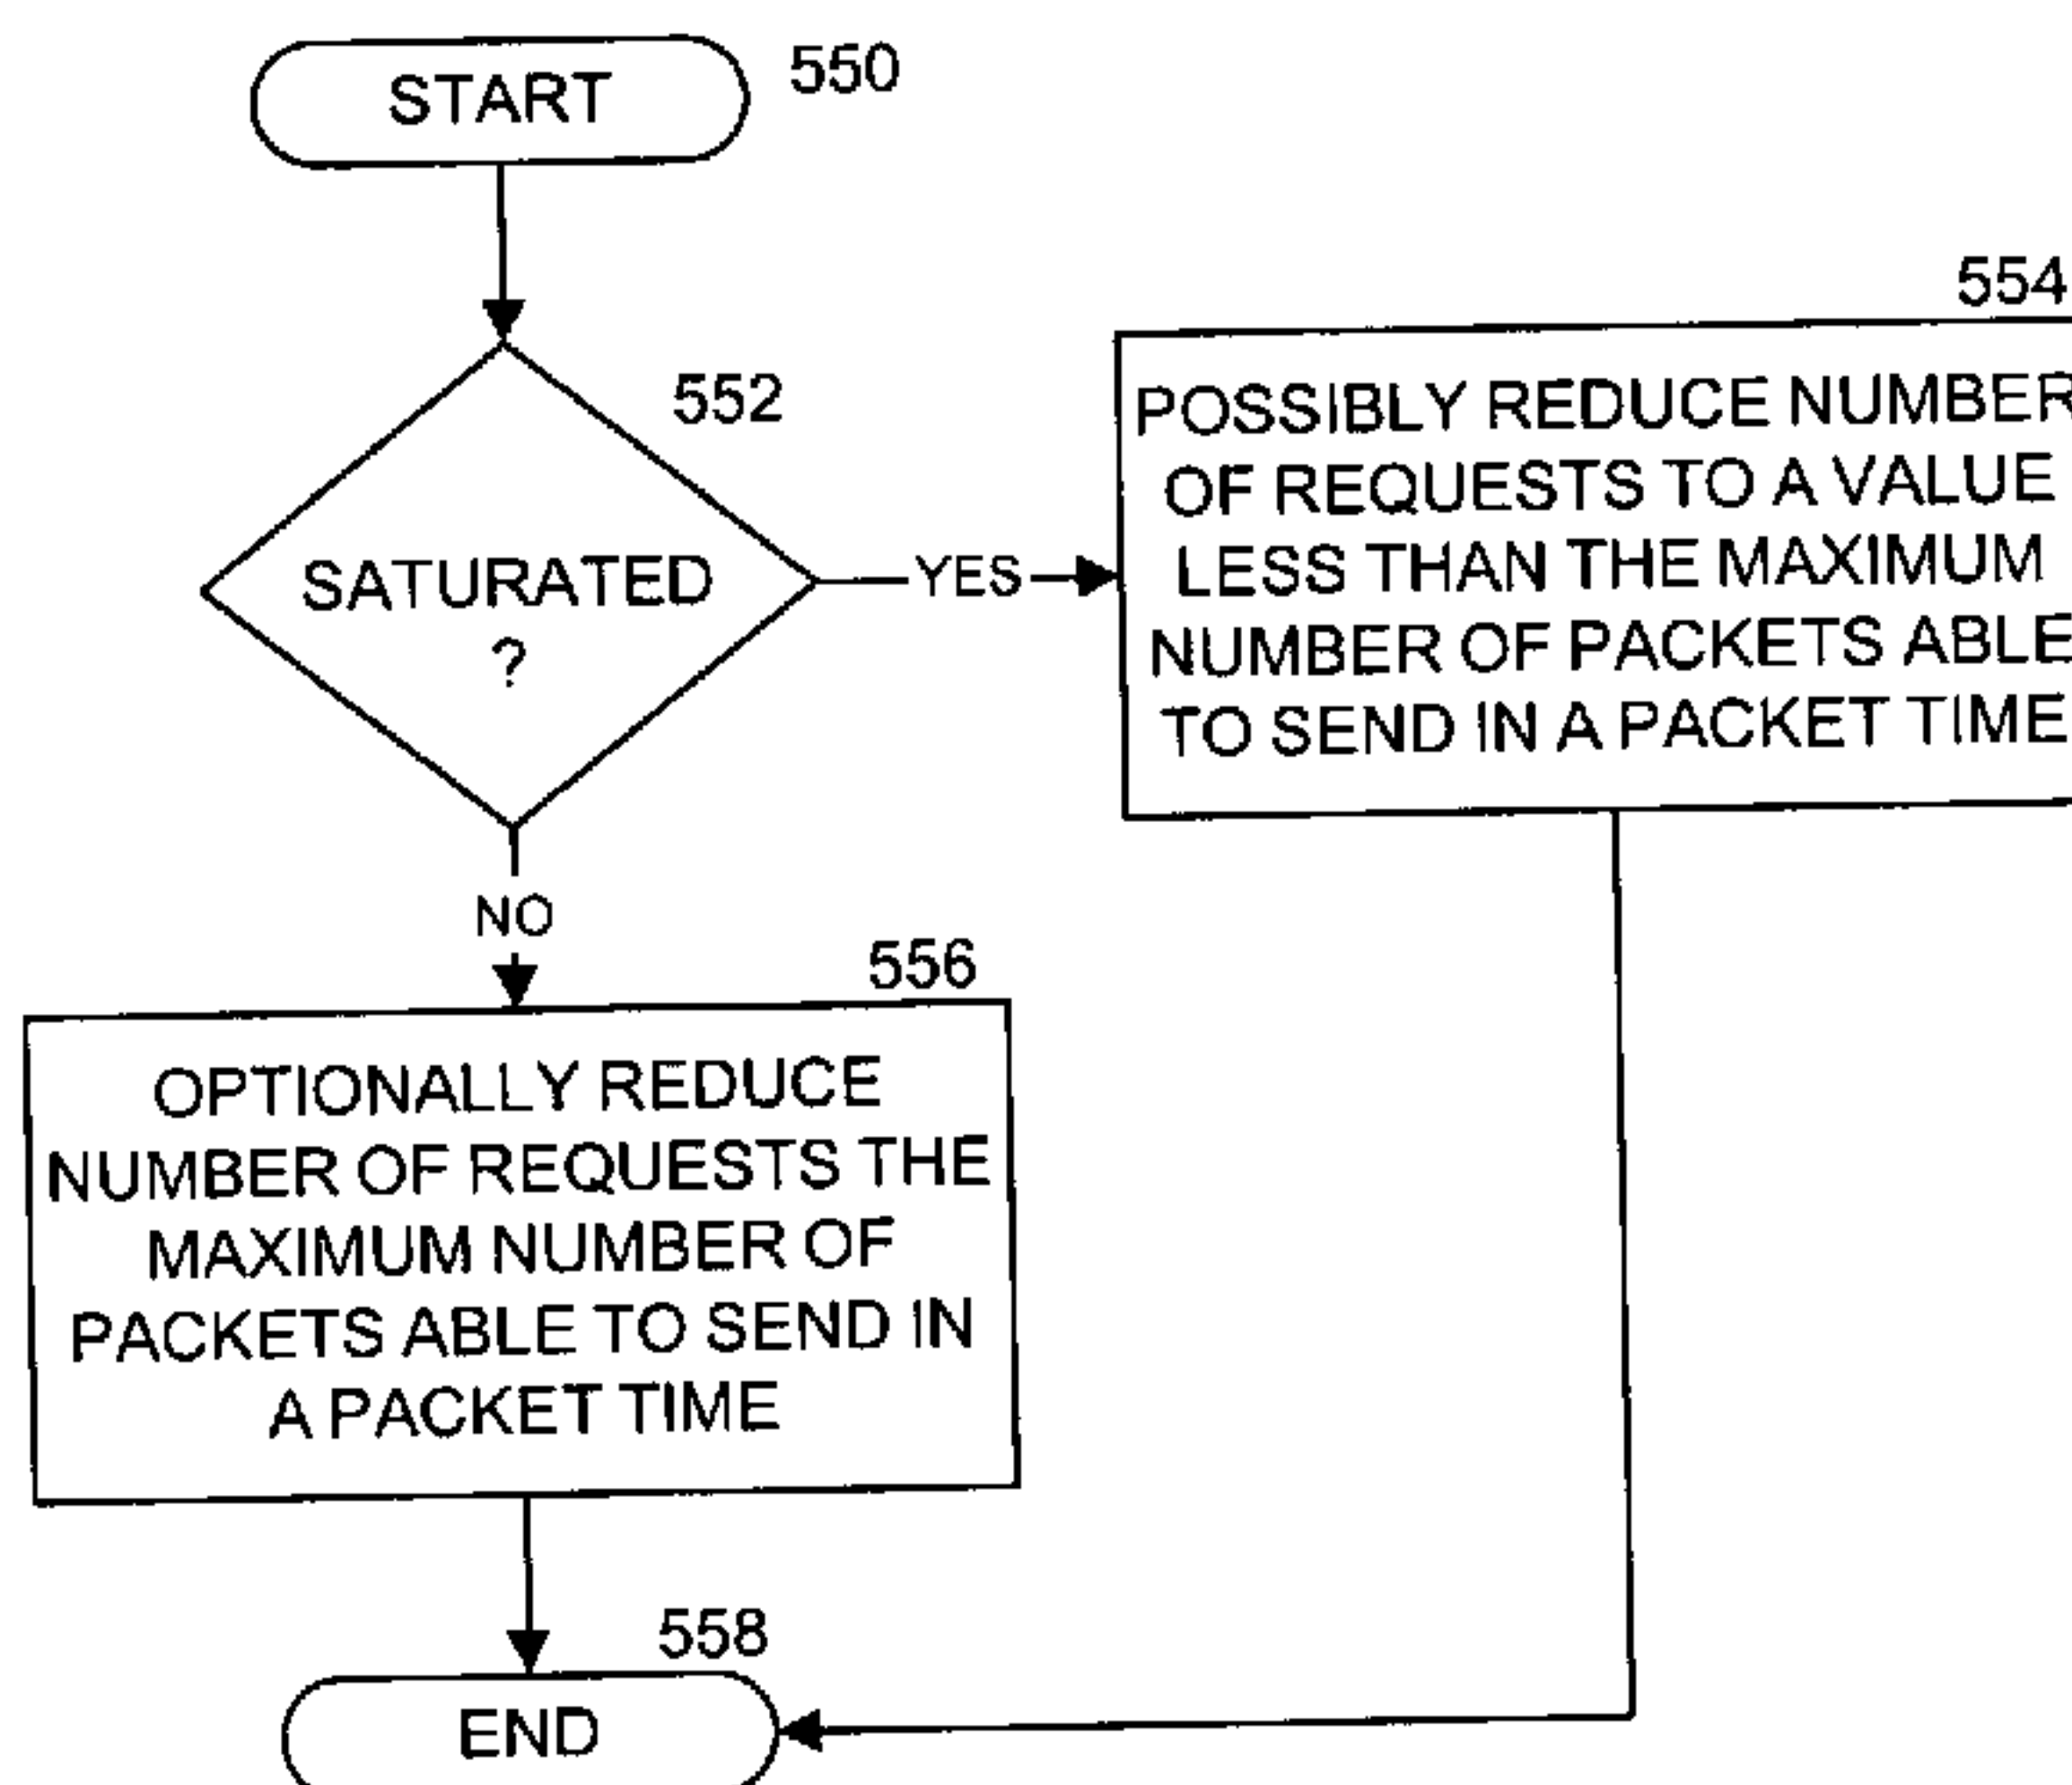 START
550
552
SATURATED
?
YES
554
POSSIBLY REDUCE NUMBER
OF REQUESTS TO A VALUE
LESS THAN THE MAXIMUM
NUMBER OF PACKETS ABLE
TO SEND IN A PACKET TIME
NO
556
OPTIONALLY REDUCE
NUMBER OF REQUESTS THE
MAXIMUM NUMBER OF
PACKETS ABLE TO SEND IN
A PACKET TIME
558
END